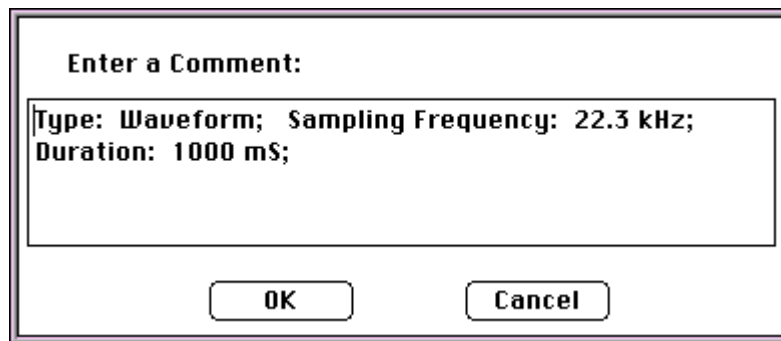 Enter a Comment:
Type: Waveform; Sampling Frequency: 22.3 kHz;
Duration: 1000 mS;
OK Cancel